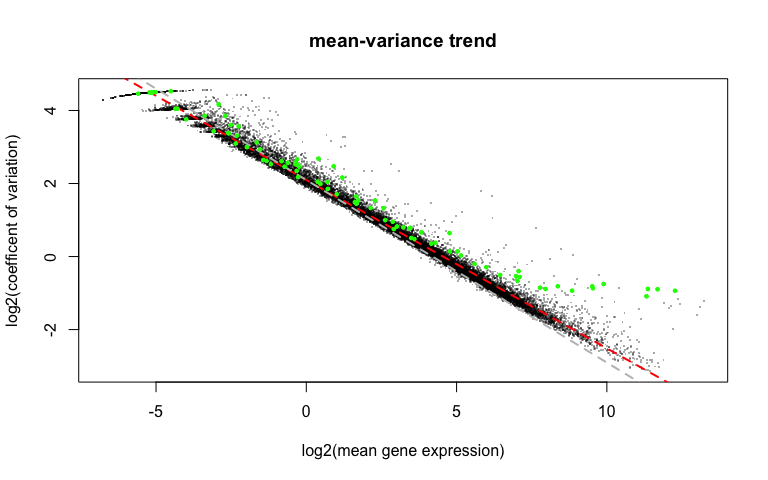 mean-variance trend
log2(coefficent of variation)
4
2
0
-2
-5
0
5
10
log2(mean gene expression)